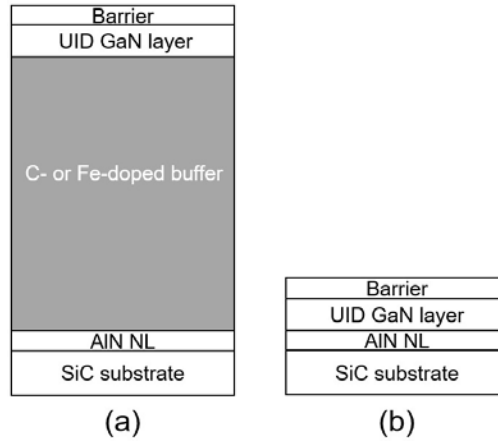 Barrier
UID GaN layer
C- or Fe-doped buffer
AlN NL
SiC substrate
(a)
Barrier
UID GaN layer
AlN NL
SiC substrate
(b)